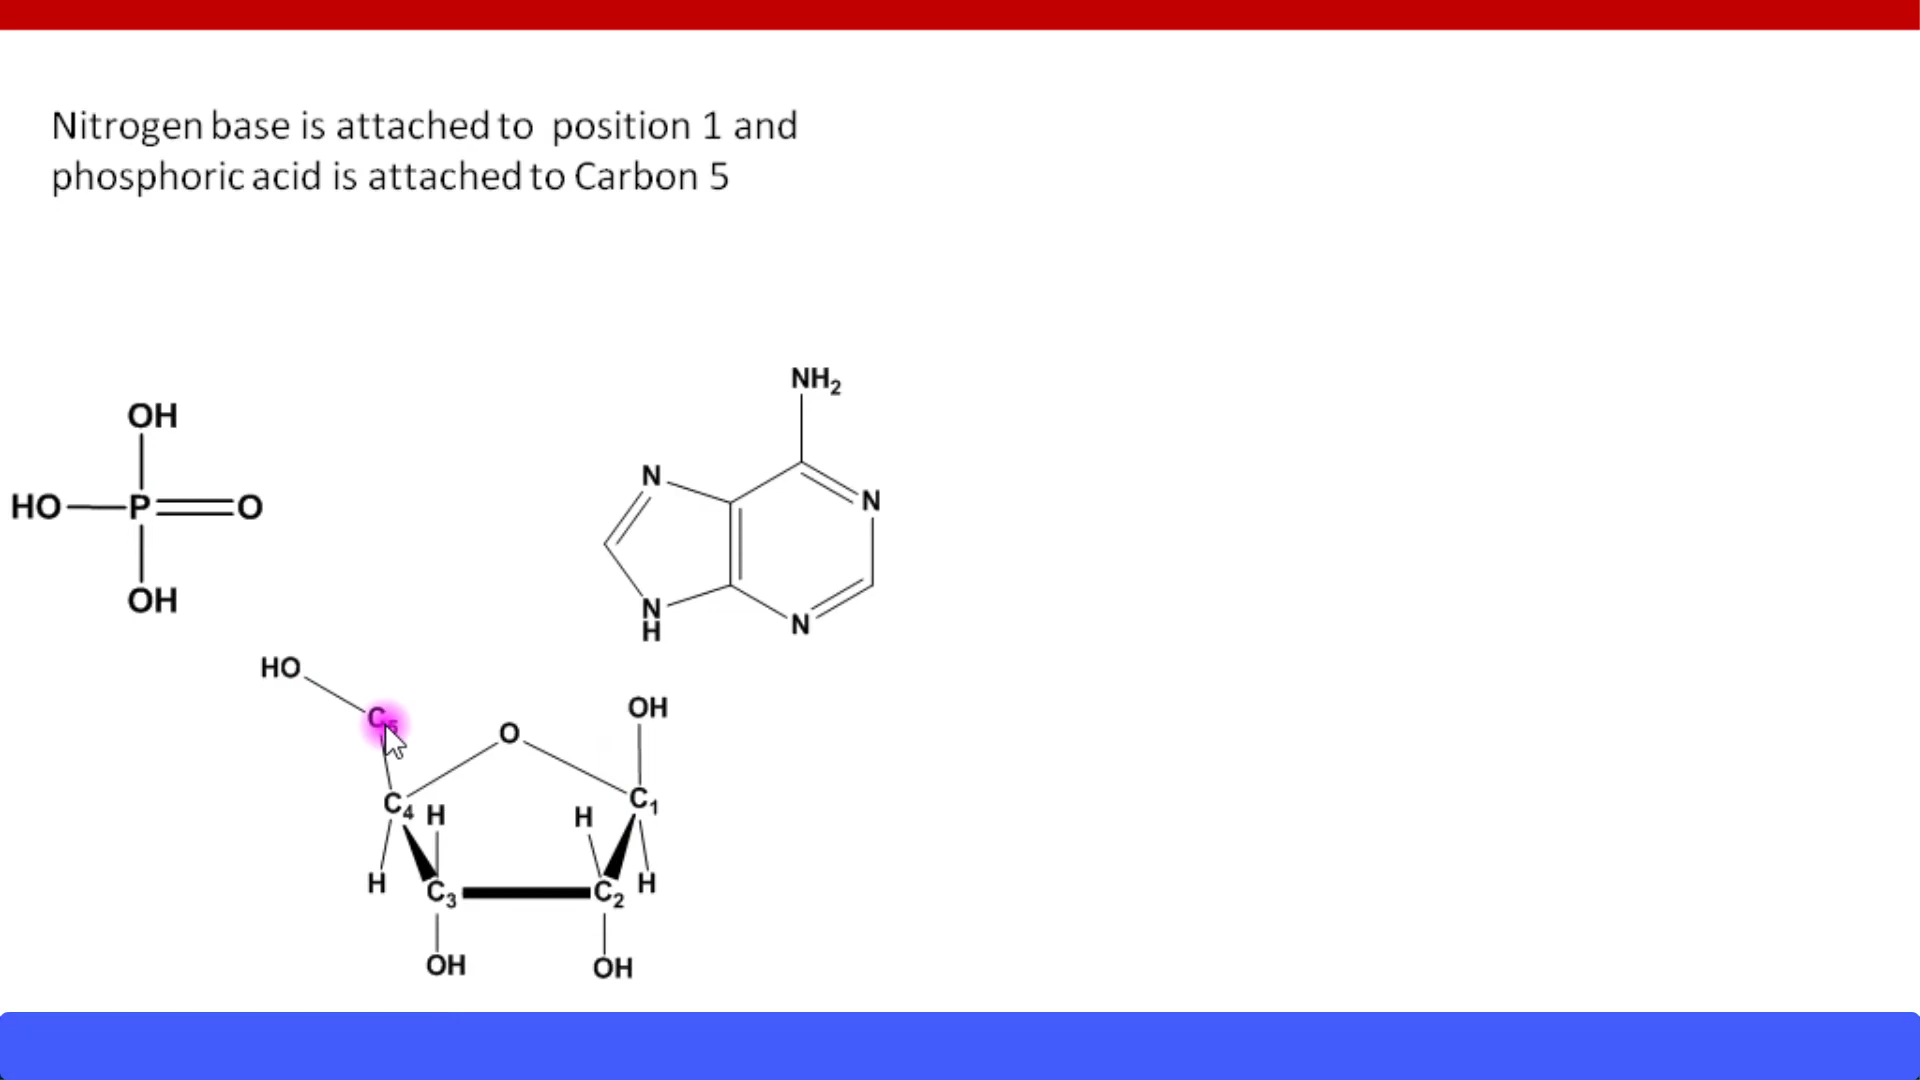 Nitrogen base is attached to position 1 and
phosphoric acid is attached to Carbon 5
NH2
OH
N
N
HO P O
OH
N
H
N
HO
OH
C5
O
C1
C4
H
H
H
C3
C2
H
OH
OH